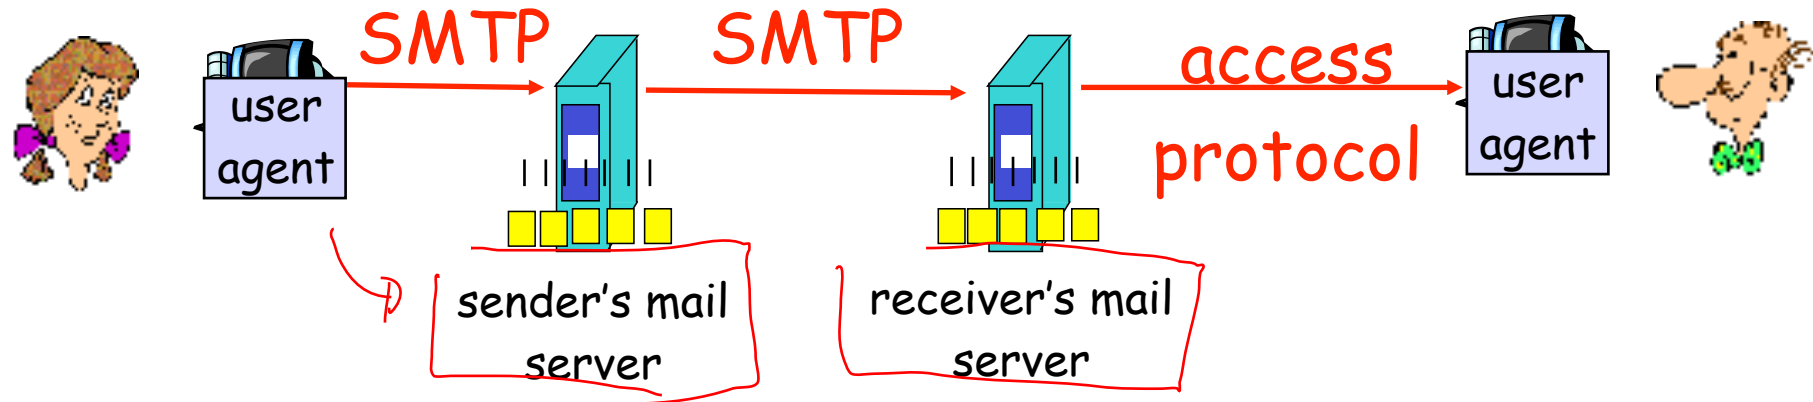 SMTP
SMTP
access
protocol
user
agent
user
agent
sender's mail
server
receiver's mail
server